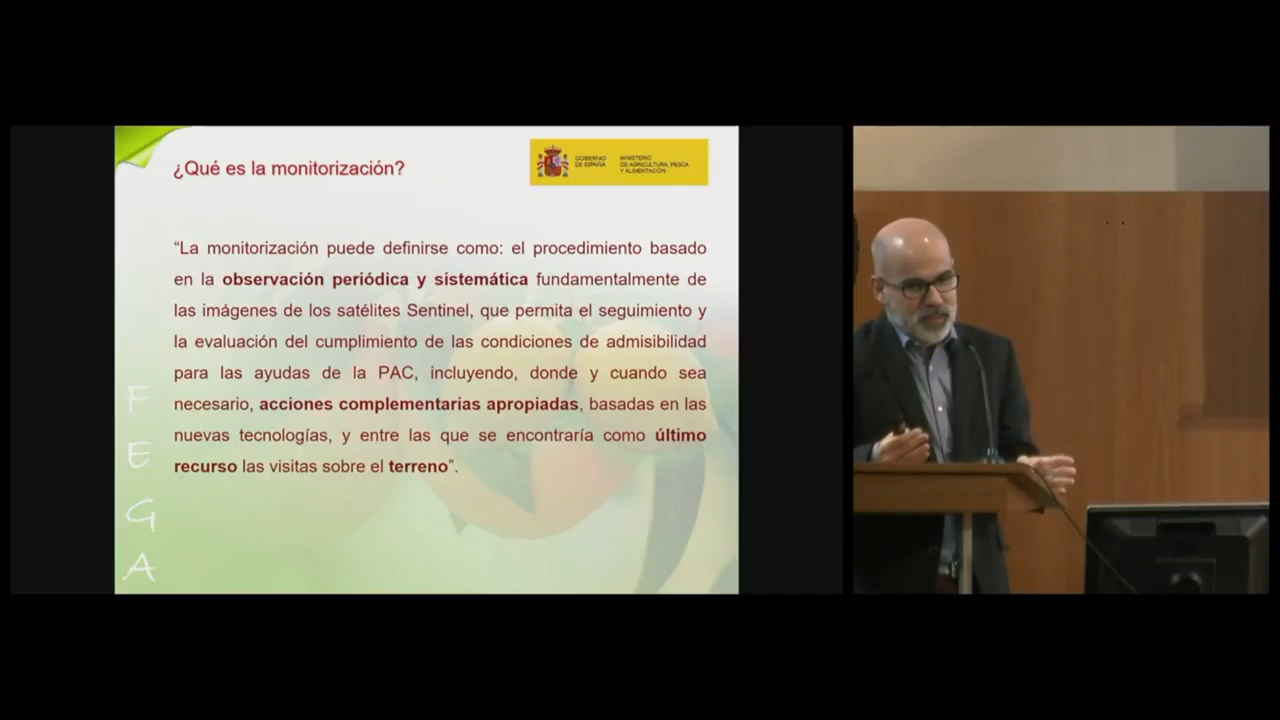 ¿Qué es la monitorización?
GOBIERNO
DE ESPAÑA
MINISTERIO
DE AGRICULTURA, PESCA
Y ALIMENTACIÓN
“La monitorización puede definirse como: el procedimiento basado
en la observación periódica y sistemática fundamentalmente de
las imágenes de los satélites Sentinel, que permita el seguimiento y
la evaluación del cumplimiento de las condiciones de admisibilidad
para las ayudas de la PAC, incluyendo, donde y cuando sea
necesario, acciones complementarias apropiadas, basadas en las
nuevas tecnologías, y entre las que se encontraría como último
recurso las visitas sobre el terreno”.
F
E
G
A